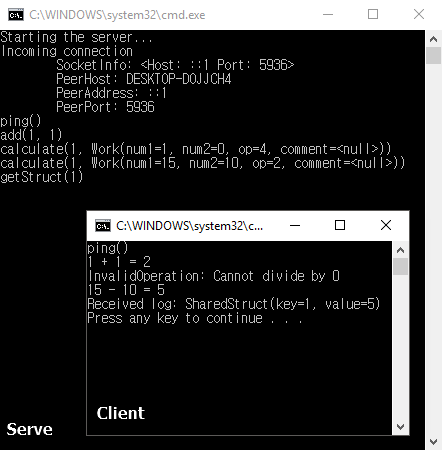 C:\WINDOWS\system32\cmd.exe
Starting the server...
Incoming connection
SocketInfo: <Host: ::1 Port: 5936>
PeerHost: DESKTOP-DOJJCH4
PeerAddress: ::1
PeerPort: 5936
ping()
add(1, 1)
calculate(1, Work(num1=1, num2=0, op=4, comment=<null>))
calculate(1, Work(num1=15, num2=10, op=2, comment=<null>))
getStruct(1)
C:\WINDOWS\system32\c...
ping()
1 + 1 = 2
InvalidOperation: Cannot divide by 0
15 - 10 = 5
Received log: SharedStruct(key=1, value=5)
Press any key to continue . . .
Client
Serve